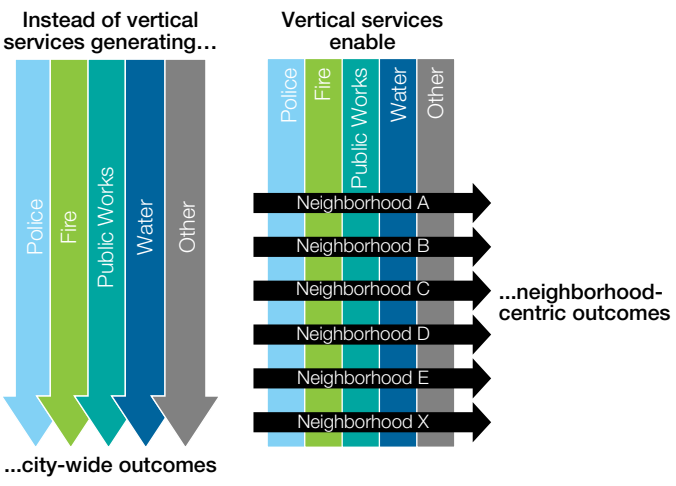 Instead of vertical
services generating…
Police
Fire
Public Works
Water
Other
...city-wide outcomes
Vertical services
enable
Police
Fire
Public Works
Water
Other
Neighborhood A
Neighborhood B
Neighborhood C
Neighborhood D
Neighborhood E
Neighborhood X
...neighborhood-
centric outcomes